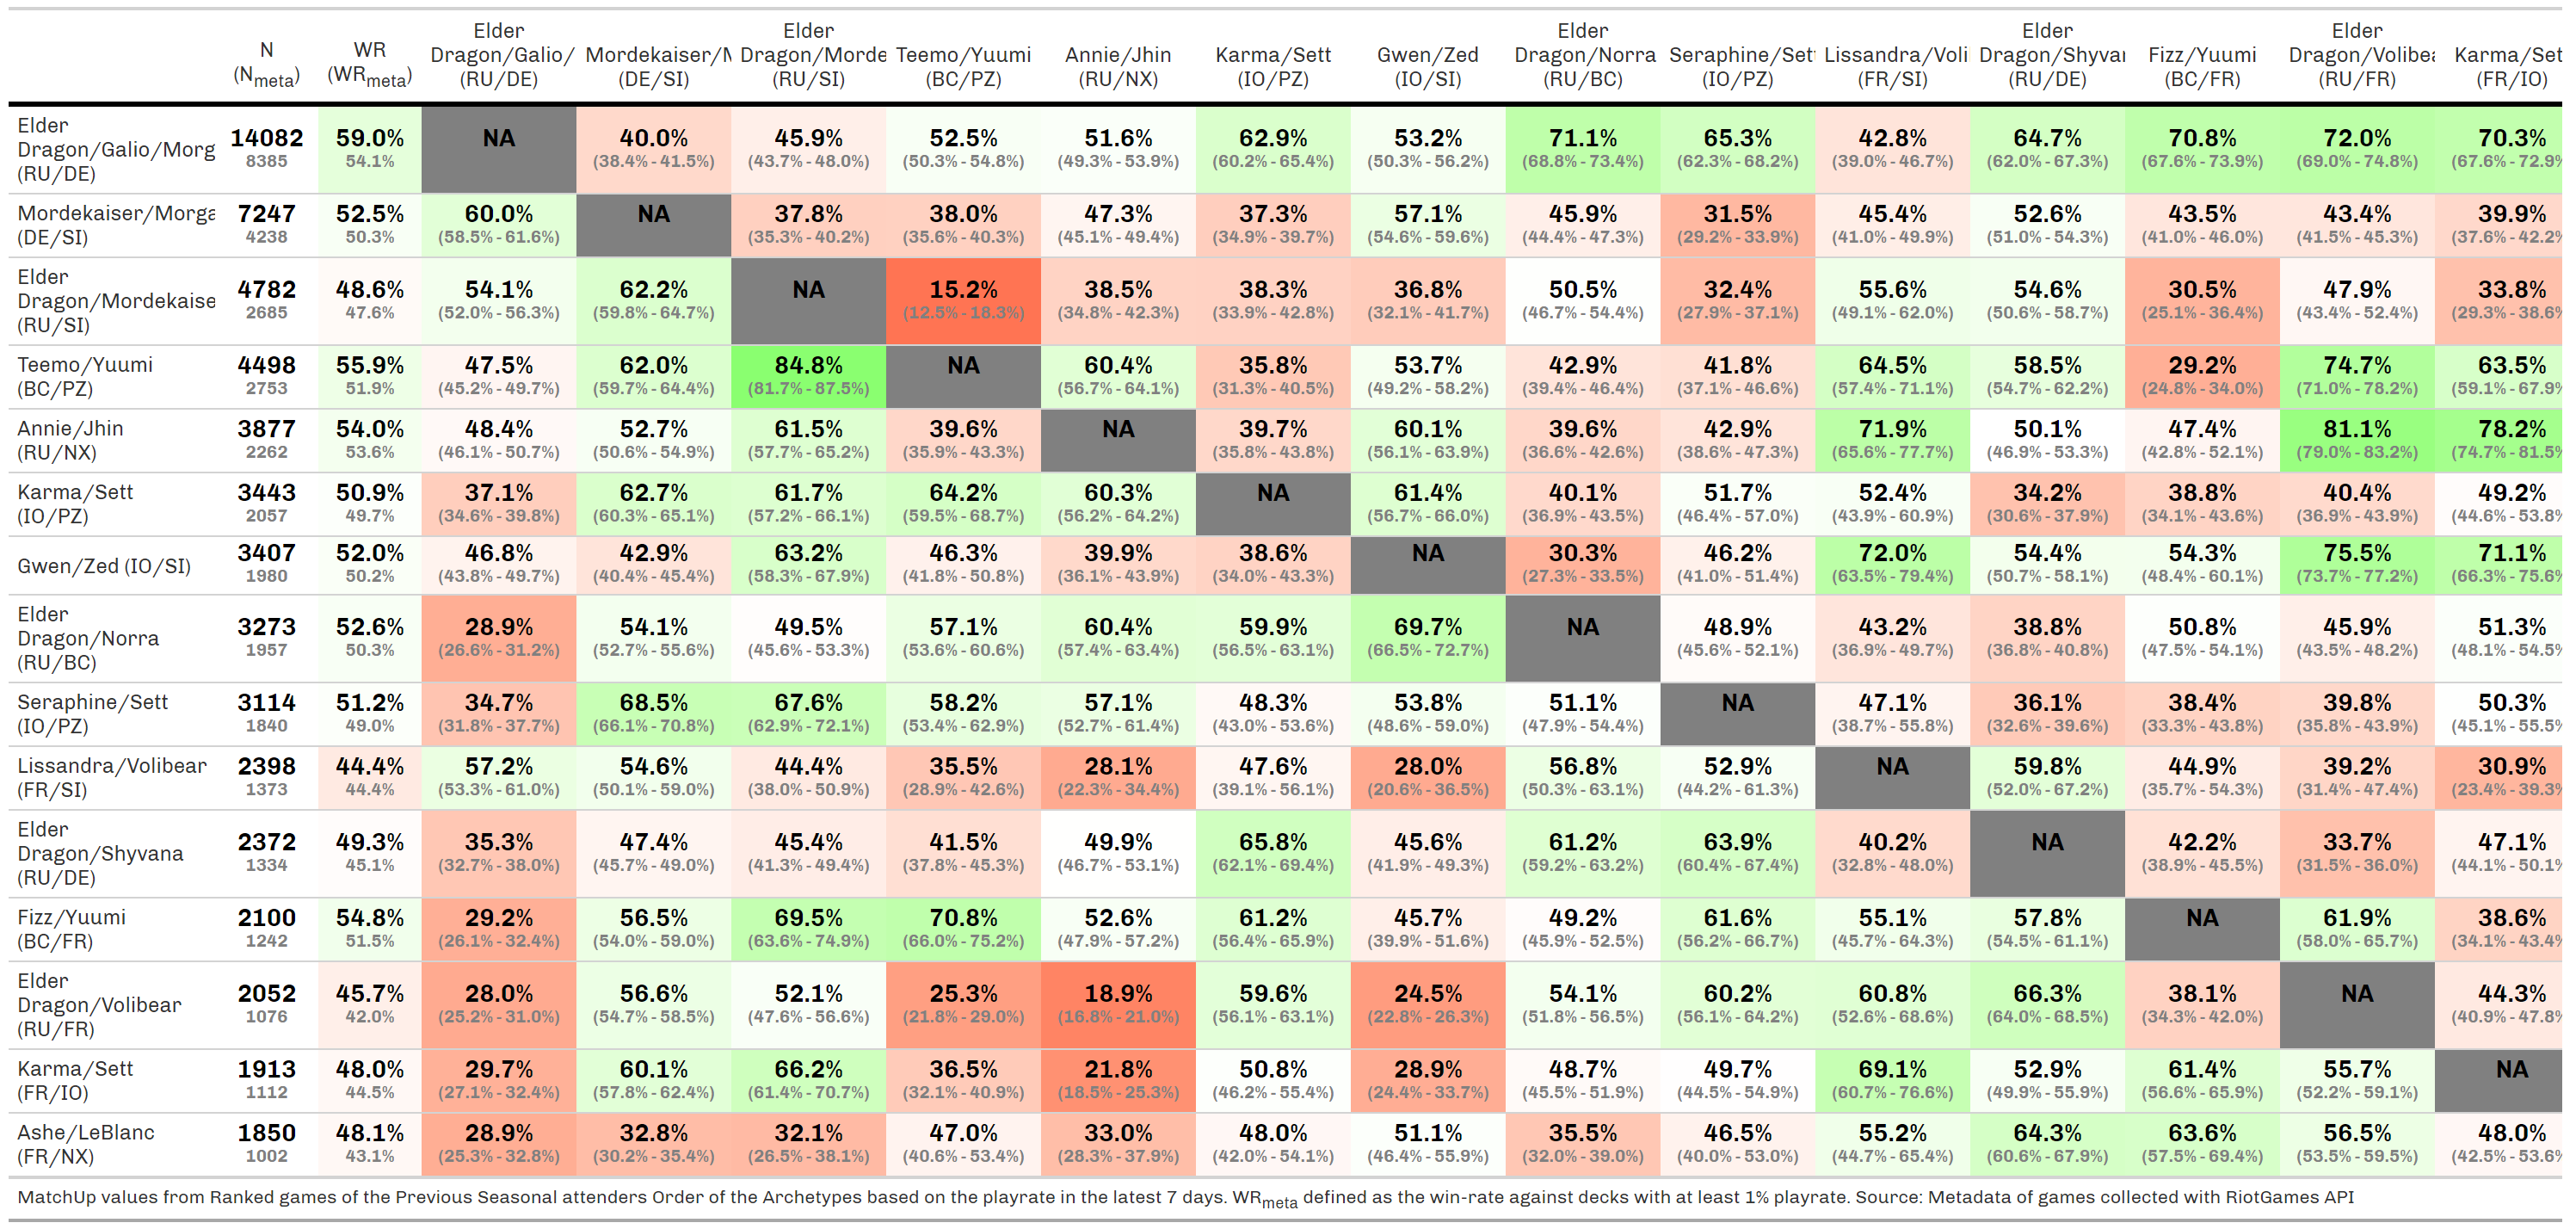 N (Nmeta) WR (WRmeta) Elder Dragon/Galio/ (RU/DE) Mordekaiser/M (DE/SI) Elder Dragon/Morde (RU/SI) Teemo/Yuumi (BC/PZ) Annie/Jhin (RU/NX) Karma/Sett (IO/PZ) Gwen/Zed (IO/SI) Elder Dragon/Norra (RU/BC) Seraphine/Sett (IO/PZ) Lissandra/Voli (FR/SI) Elder Dragon/Shyvar (RU/DE) Fizz/Yuumi (BC/FR) Elder Dragon/Volibea (RU/FR) Karma/Set (FR/IO)
Elder Dragon/Galio/Morg (RU/DE) 14082 59.0% NA 40.0% 45.9% 52.5% 51.6% 62.9% 53.2% 71.1% 65.3% 42.8% 64.7% 70.8% 72.0% 70.3%
8385 54.1% (38.4% - 41.5%) (43.7% - 48.0%) (50.3% - 54.8%) (49.3% - 53.9%) (60.2% - 65.4%) (50.3% - 56.2%) (68.8% - 73.4%) (62.3% - 68.2%) (39.0% - 46.7%) (62.0% - 67.3%) (67.6% - 73.9%) (69.0% - 74.8%) (67.6% - 72.9%
Mordekaiser/Morga (DE/SI) 7247 52.5% 60.0% NA 37.8% 38.0% 47.3% 37.3% 57.1% 45.9% 31.5% 45.4% 52.6% 43.5% 43.4% 39.9%
4238 50.3% (58.5% - 61.6%) (35.3% - 40.2%) (35.6% - 40.3%) (45.1% - 49.4%) (34.9% - 39.7%) (54.6% - 59.6%) (44.4% - 47.3%) (29.2% - 33.9%) (41.0% - 49.9%) (51.0% - 54.3%) (41.0% - 46.0%) (41.5% - 45.3%) (37.6% - 42.2%
Elder Dragon/Mordekaise (RU/SI) 4782 48.6% 54.1% 62.2% NA 15.2% 38.5% 38.3% 36.8% 50.5% 32.4% 55.6% 54.6% 30.5% 47.9% 33.8%
2685 47.6% (52.0% - 56.3%) (59.8% - 64.7%) (12.5% - 18.3%) (34.8% - 42.3%) (33.9% - 42.8%) (32.1% - 41.7%) (46.7% - 54.4%) (27.9% - 37.1%) (49.1% - 62.0%) (50.6% - 58.7%) (25.1% - 36.4%) (43.4% - 52.4%) (29.3% - 38.6%
Teemo/Yuumi (BC/PZ) 4498 55.9% 47.5% 62.0% 84.8% NA 60.4% 35.8% 53.7% 42.9% 41.8% 64.5% 58.5% 29.2% 74.7% 63.5%
2753 51.9% (45.2% - 49.7%) (59.7% - 64.4%) (81.7% - 87.5%) (56.7% - 64.1%) (31.3% - 40.5%) (49.2% - 58.2%) (39.4% - 46.4%) (37.1% - 46.6%) (57.4% - 71.1%) (54.7% - 62.2%) (24.8% - 34.0%) (71.0% - 78.2%) (59.1% - 67.9%
Annie/Jhin (RU/NX) 3877 54.0% 48.4% 52.7% 61.5% 39.6% NA 39.7% 60.1% 39.6% 42.9% 71.9% 50.1% 47.4% 81.1% 78.2%
2262 53.6% (46.1% - 50.7%) (50.6% - 54.9%) (57.7% - 65.2%) (35.9% - 43.3%) (35.8% - 43.8%) (56.1% - 63.9%) (36.6% - 42.6%) (38.6% - 47.3%) (65.6% - 77.7%) (46.9% - 53.3%) (42.8% - 52.1%) (79.0% - 83.2%) (74.7% - 81.5%
Karma/Sett (IO/PZ) 3443 50.9% 37.1% 62.7% 61.7% 64.2% 60.3% NA 61.4% 40.1% 51.7% 52.4% 34.2% 38.8% 40.4% 49.2%
2057 49.7% (34.6% - 39.8%) (60.3% - 65.1%) (57.2% - 66.1%) (59.5% - 68.7%) (56.2% - 64.2%) (56.7% - 66.0%) (36.9% - 43.5%) (46.4% - 57.0%) (43.9% - 60.9%) (30.6% - 37.9%) (34.1% - 43.6%) (36.9% - 43.9%) (44.6% - 53.8%
Gwen/Zed (IO/SI) 3407 52.0% 46.8% 42.9% 63.2% 46.3% 39.9% 38.6% NA 30.3% 46.2% 72.0% 54.4% 54.3% 75.5% 71.1%
1980 50.2% (43.8% - 49.7%) (40.4% - 45.4%) (58.3% - 67.9%) (41.8% - 50.8%) (36.1% - 43.9%) (34.0% - 43.3%) (27.3% - 33.5%) (41.0% - 51.4%) (63.5% - 79.4%) (50.7% - 58.1%) (48.4% - 60.1%) (73.7% - 77.2%) (66.3% - 75.6%
Elder Dragon/Norra (RU/BC) 3273 52.6% 28.9% 54.1% 49.5% 57.1% 60.4% 59.9% 69.7% NA 48.9% 43.2% 38.8% 50.8% 45.9% 51.3%
1957 50.3% (26.6% - 31.2%) (52.7% - 55.6%) (45.6% - 53.3%) (53.6% - 60.6%) (57.4% - 63.4%) (56.5% - 63.1%) (66.5% - 72.7%) (45.6% - 52.1%) (36.9% - 49.7%) (36.8% - 40.8%) (47.5% - 54.1%) (43.5% - 48.2%) (48.1% - 54.5%
Seraphine/Sett (IO/PZ) 3114 51.2% 34.7% 68.5% 67.6% 58.2% 57.1% 48.3% 53.8% 51.1% NA 47.1% 36.1% 38.4% 39.8% 50.3%
1840 49.0% (31.8% - 37.7%) (66.1% - 70.8%) (62.9% - 72.1%) (53.4% - 62.9%) (52.7% - 61.4%) (43.0% - 53.6%) (48.6% - 59.0%) (47.9% - 54.4%) (38.7% - 55.8%) (32.6% - 39.6%) (33.3% - 43.8%) (35.8% - 43.9%) (45.1% - 55.5%
Lissandra/Volibear (FR/SI) 2398 44.4% 57.2% 54.6% 44.4% 35.5% 28.1% 47.6% 28.0% 56.8% 52.9% NA 59.8% 44.9% 39.2% 30.9%
1373 44.4% (53.3% - 61.0%) (50.1% - 59.0%) (38.0% - 50.9%) (28.9% - 42.6%) (22.3% - 34.4%) (39.1% - 56.1%) (20.6% - 36.5%) (50.3% - 63.1%) (44.2% - 61.3%) (52.0% - 67.2%) (35.7% - 54.3%) (31.4% - 47.4%) (23.4% - 39.3%
Elder Dragon/Shyvana (RU/DE) 2372 49.3% 35.3% 47.4% 45.4% 41.5% 49.9% 65.8% 45.6% 61.2% 63.9% 40.2% NA 42.2% 33.7% 47.1%
1334 45.1% (32.7% - 38.0%) (45.7% - 49.0%) (41.3% - 49.4%) (37.8% - 45.3%) (46.7% - 53.1%) (62.1% - 69.4%) (41.9% - 49.3%) (59.2% - 63.2%) (60.4% - 67.4%) (32.8% - 48.0%) (38.9% - 45.5%) (31.5% - 36.0%) (44.1% - 50.1%
Fizz/Yuumi (BC/FR) 2100 54.8% 29.2% 56.5% 69.5% 70.8% 52.6% 61.2% 45.7% 49.2% 61.6% 55.1% 57.8% NA 61.9% 38.6%
1242 51.5% (26.1% - 32.4%) (54.0% - 59.0%) (63.6% - 74.9%) (66.0% - 75.2%) (47.9% - 57.2%) (56.4% - 65.9%) (39.9% - 51.6%) (45.9% - 52.5%) (56.2% - 66.7%) (45.7% - 64.3%) (54.5% - 61.1%) (58.0% - 65.7%) (34.1% - 43.4%
Elder Dragon/Volibear (RU/FR) 2052 45.7% 28.0% 56.6% 52.1% 25.3% 18.9% 59.6% 24.5% 54.1% 60.2% 60.8% 66.3% 38.1% NA 44.3%
1076 42.0% (25.2% - 31.0%) (54.7% - 58.5%) (47.6% - 56.6%) (21.8% - 29.0%) (16.8% - 21.0%) (56.1% - 63.1%) (22.8% - 26.3%) (51.8% - 56.5%) (56.1% - 64.2%) (52.6% - 68.6%) (64.0% - 68.5%) (34.3% - 42.0%) (40.9% - 47.8%
Karma/Sett (FR/IO) 1913 48.0% 29.7% 60.1% 66.2% 36.5% 21.8% 50.8% 28.9% 48.7% 49.7% 69.1% 52.9% 61.4% 55.7% NA
1112 44.5% (27.1% - 32.4%) (57.8% - 62.4%) (61.4% - 70.7%) (32.1% - 40.9%) (18.5% - 25.3%) (46.2% - 55.4%) (24.4% - 33.7%) (45.5% - 51.9%) (44.5% - 54.9%) (60.7% - 76.6%) (49.9% - 55.9%) (56.6% - 65.9%) (52.2% - 59.1%)
Ashe/LeBlanc (FR/NX) 1850 48.1% 28.9% 32.8% 32.1% 47.0% 33.0% 48.0% 51.1% 35.5% 46.5% 55.2% 64.3% 63.6% 56.5% 48.0%
1002 43.1% (25.3% - 32.8%) (30.2% - 35.4%) (26.5% - 38.1%) (40.6% - 53.4%) (28.3% - 37.9%) (42.0% - 54.1%) (46.4% - 55.9%) (32.0% - 39.0%) (40.0% - 53.0%) (44.7% - 65.4%) (60.6% - 67.9%) (57.5% - 69.4%) (53.5% - 59.5%) (42.5% - 53.6%
MatchUp values from Ranked games of the Previous Seasonal attenders Order of the Archetypes based on the playrate in the latest 7 days. WRmeta defined as the win-rate against decks with at least 1% playrate. Source: Metadata of games collected with RiotGames API